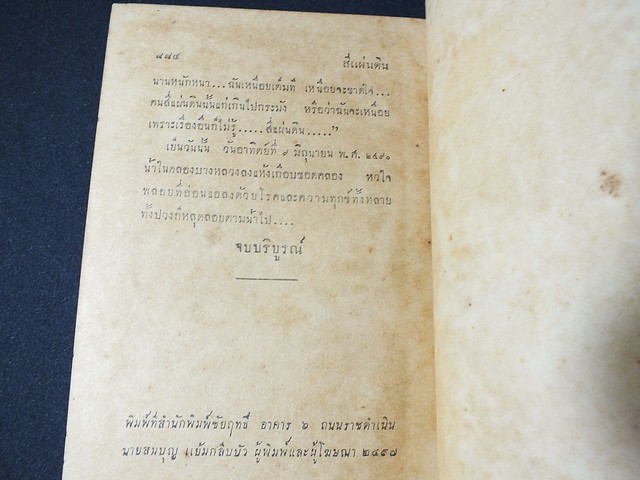 ๘๘๔ สี่แผ่นดิน
นานหนักหนา...ฉันเหนื่อยเต็มที เหนื่อยจะขาดใจ...
คนสี่แผ่นดินนั้นแก่เกินไปกระมัง หรือว่าฉันจะเหนื่อย
เพราะเรื่องอื่นก็ไม่รู้.....สี่แผ่นดิน.....”
เย็นวันนั้น วันอาทิตย์ที่ ๙ มิถุนายน พ.ศ. ๒๔๘๙
น้ำในคลองบางหลวงลงแห้งเกือบขอดคลอง หัวใจ
พลอยที่อ่อนแอลงด้วยโรคและความทุกข์ทั้งหลาย
ทั้งปวงก็หลุดลอยตามน้ำไป....
จบบริบูรณ์
พิมพ์ที่สำนักพิมพ์ชัยฤทธิ์ อาคาร ๖ ถนนราชดำเนิน
นายสมบุญ แย้มกลีบบัว ผู้พิมพ์และผู้โฆษณา ๒๔๙๗